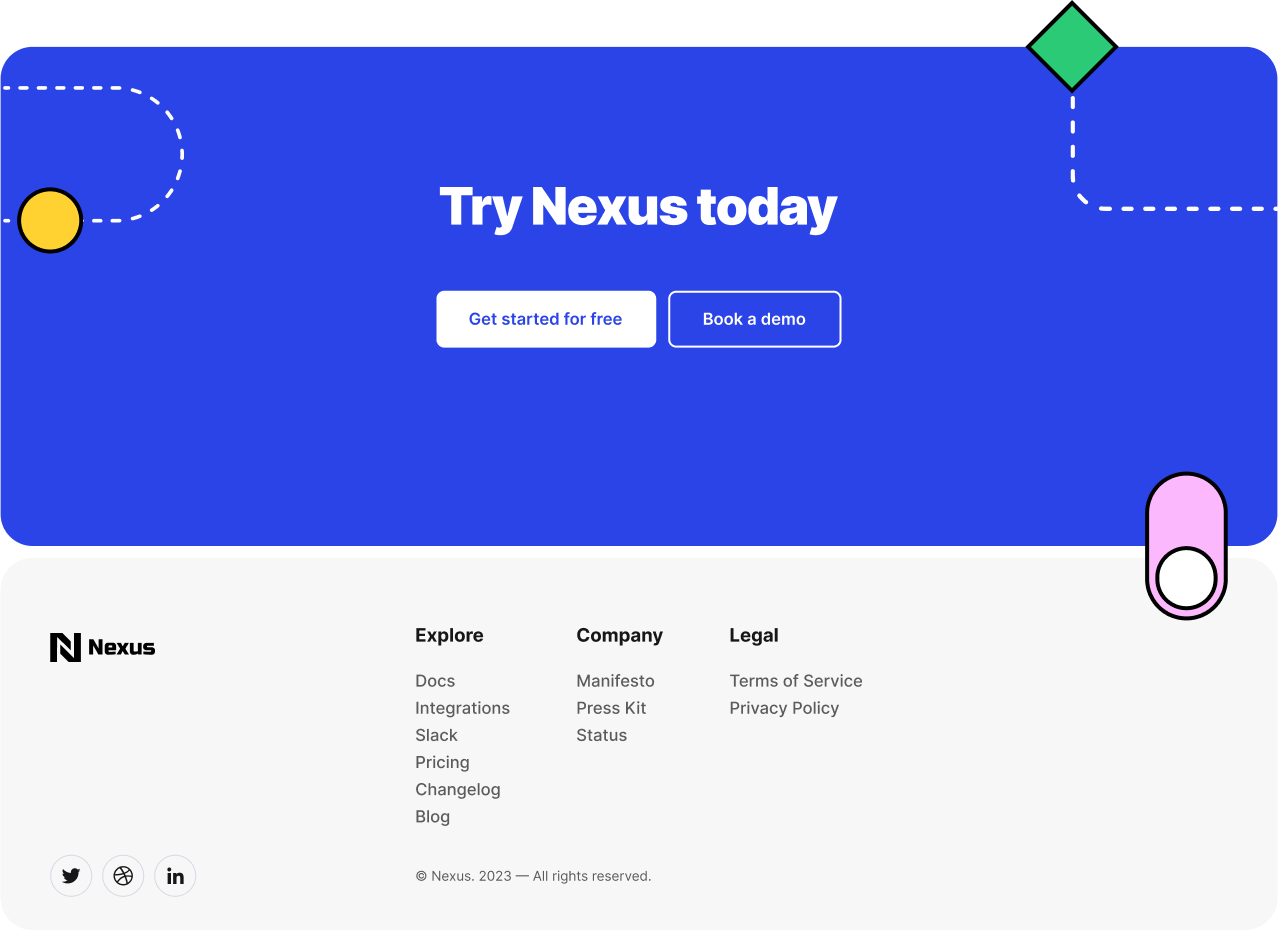 Try Nexus today
Get started for free
Book a demo
Nexus
Explore
Docs
Integrations
Slack
Pricing
Changelog
Blog
Company
Manifesto
Press Kit
Status
Legal
Terms of Service
Privacy Policy
in
© Nexus. 2023 — All rights reserved.